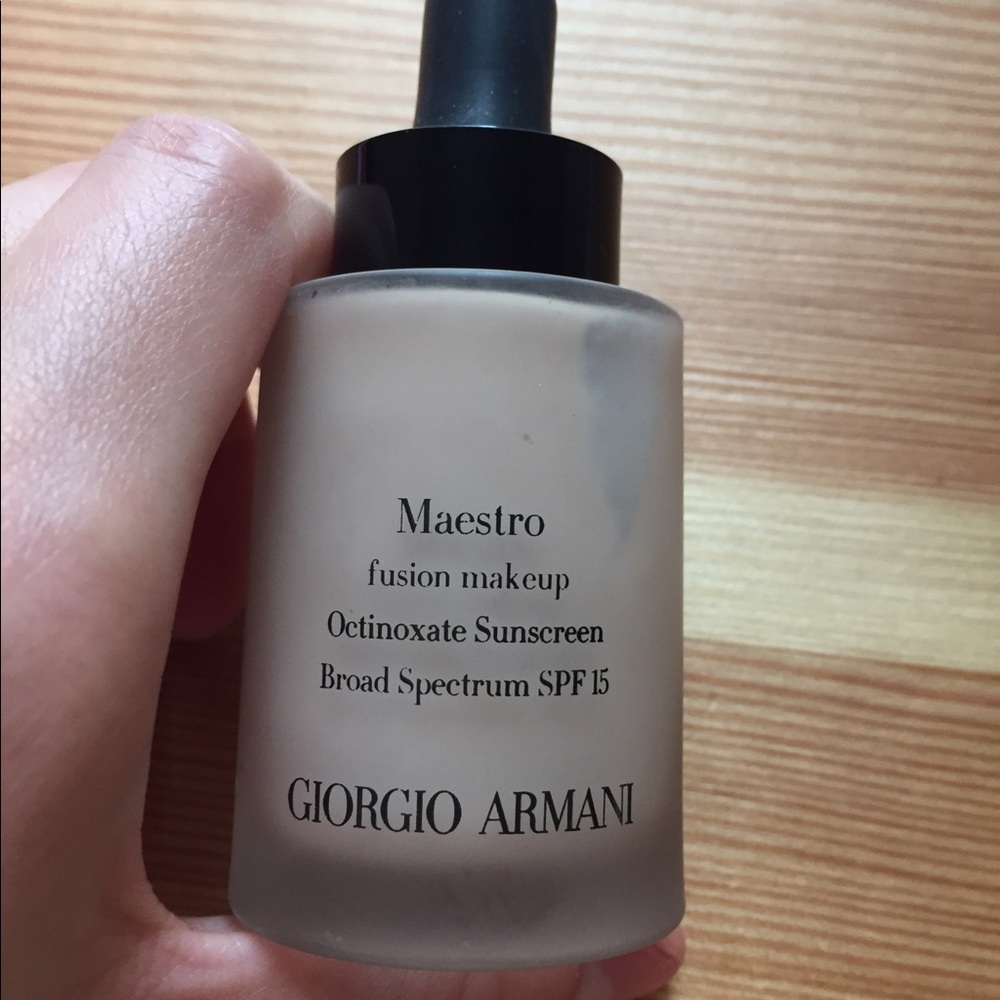 Maestro
fusion makeup
Octinoxate Sunscreen
Broad Spectrum SPF 15
GIORGIO ARMANI